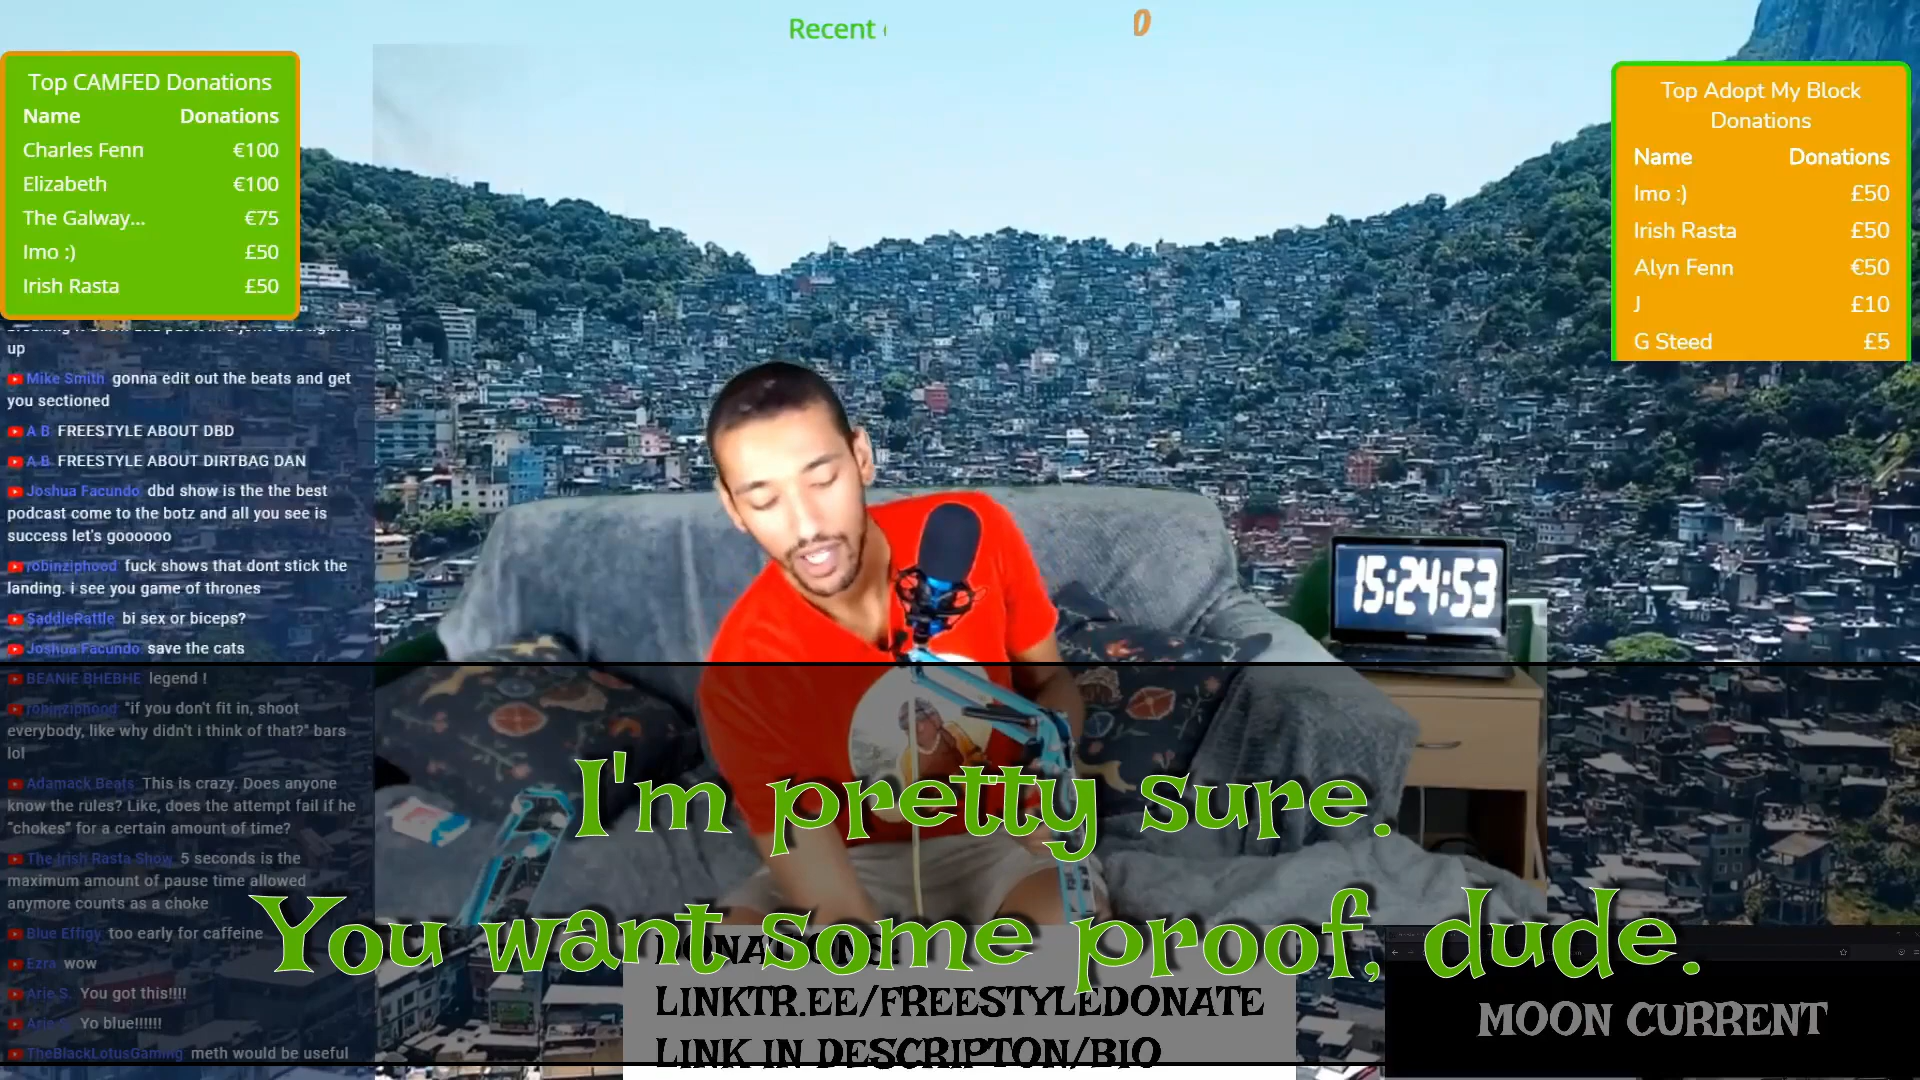 Recent
0
Top CAMFED Donations
Name Donations
Charles Fenn €100
Elizabeth €100
The Galway... €75
Imo :) £50
Irish Rasta £50
Top Adopt My Block
Donations
Name Donations
Imo :) £50
Irish Rasta £50
Alyn Fenn €50
J £10
G Steed £5
up
Mike Smith gonna edit out the beats and get
you sectioned
A B FREESTYLE ABOUT DBD
A B FREESTYLE ABOUT DIRTBAG DAN
Joshua Facundo dbd show is the the best
podcast come to the botz and all you see is
success let's goooooo
robinziphood fuck shows that dont stick the
landing. i see you game of thrones
SaddleRattle bi sex or biceps?
Joshua Facundo save the cats
BEANIE BHEBHE legend !
robinziphood "if you don't fit in, shoot
everybody, like why didn't i think of that?" bars
lol
Adamack Beats This is crazy. Does anyone
know the rules? Like, does the attempt fail if he
"chokes" for a certain amount of time?
The Irish Rasta Show 5 seconds is the
maximum amount of pause time allowed
anymore counts as a choke
Blue Effigy too early for caffeine
Ezra wow
Arie S. You got this!!!!
Arie S. Yo blue!!!!!!
TheBlackLotusGaming meth would be useful
15:24:53
I'm pretty sure.
You want some proof, dude.
DONATIONS:
LINKTR.EE/FREESTYLEDONATE
LINK IN DESCRIPTON/BIO
MOON CURRENT